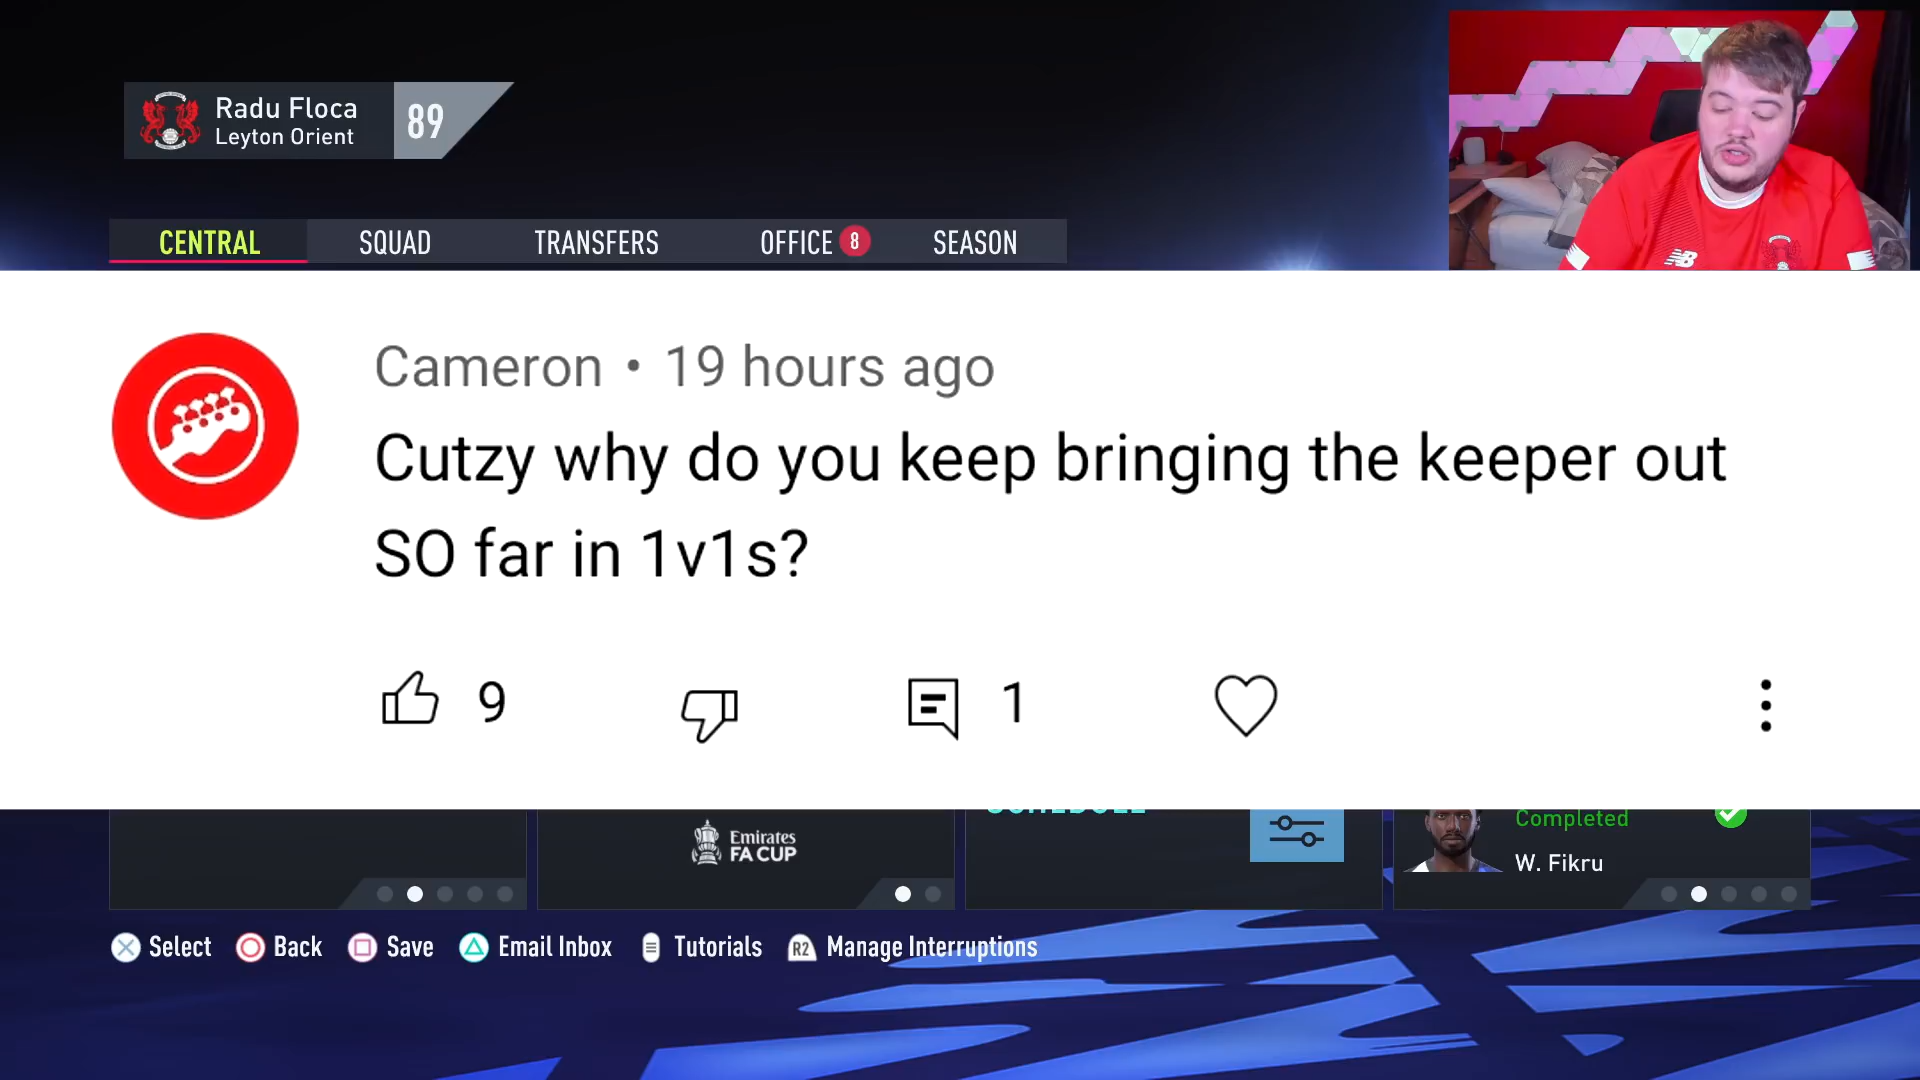 Radu Floca
Leyton Orient
89
CENTRAL
SQUAD
TRANSFERS
OFFICE 8
SEASON
NB
Cameron • 19 hours ago
Cutzy why do you keep bringing the keeper out
SO far in 1v1s?
9
1
SCHEDULE
Emirates
FA CUP
Completed
W. Fikru
Select
Back
Save
Email Inbox
Tutorials
R2 Manage Interruptions